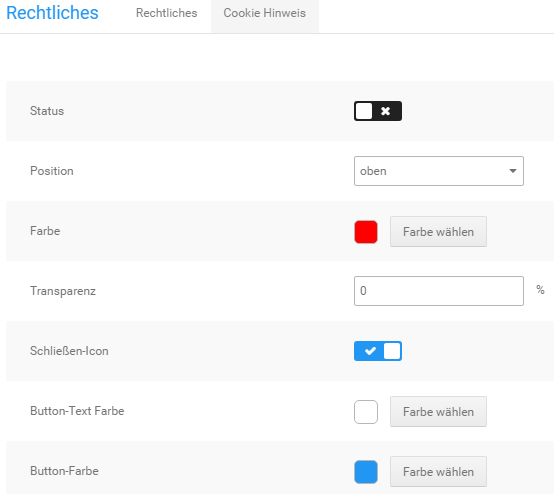 Rechtliches Rechtliches Cookie Hinweis
Status
Position oben
Farbe Farbe wählen
Transparenz 0 %
Schließen-Icon
Button-Text Farbe Farbe wählen
Button-Farbe Farbe wählen